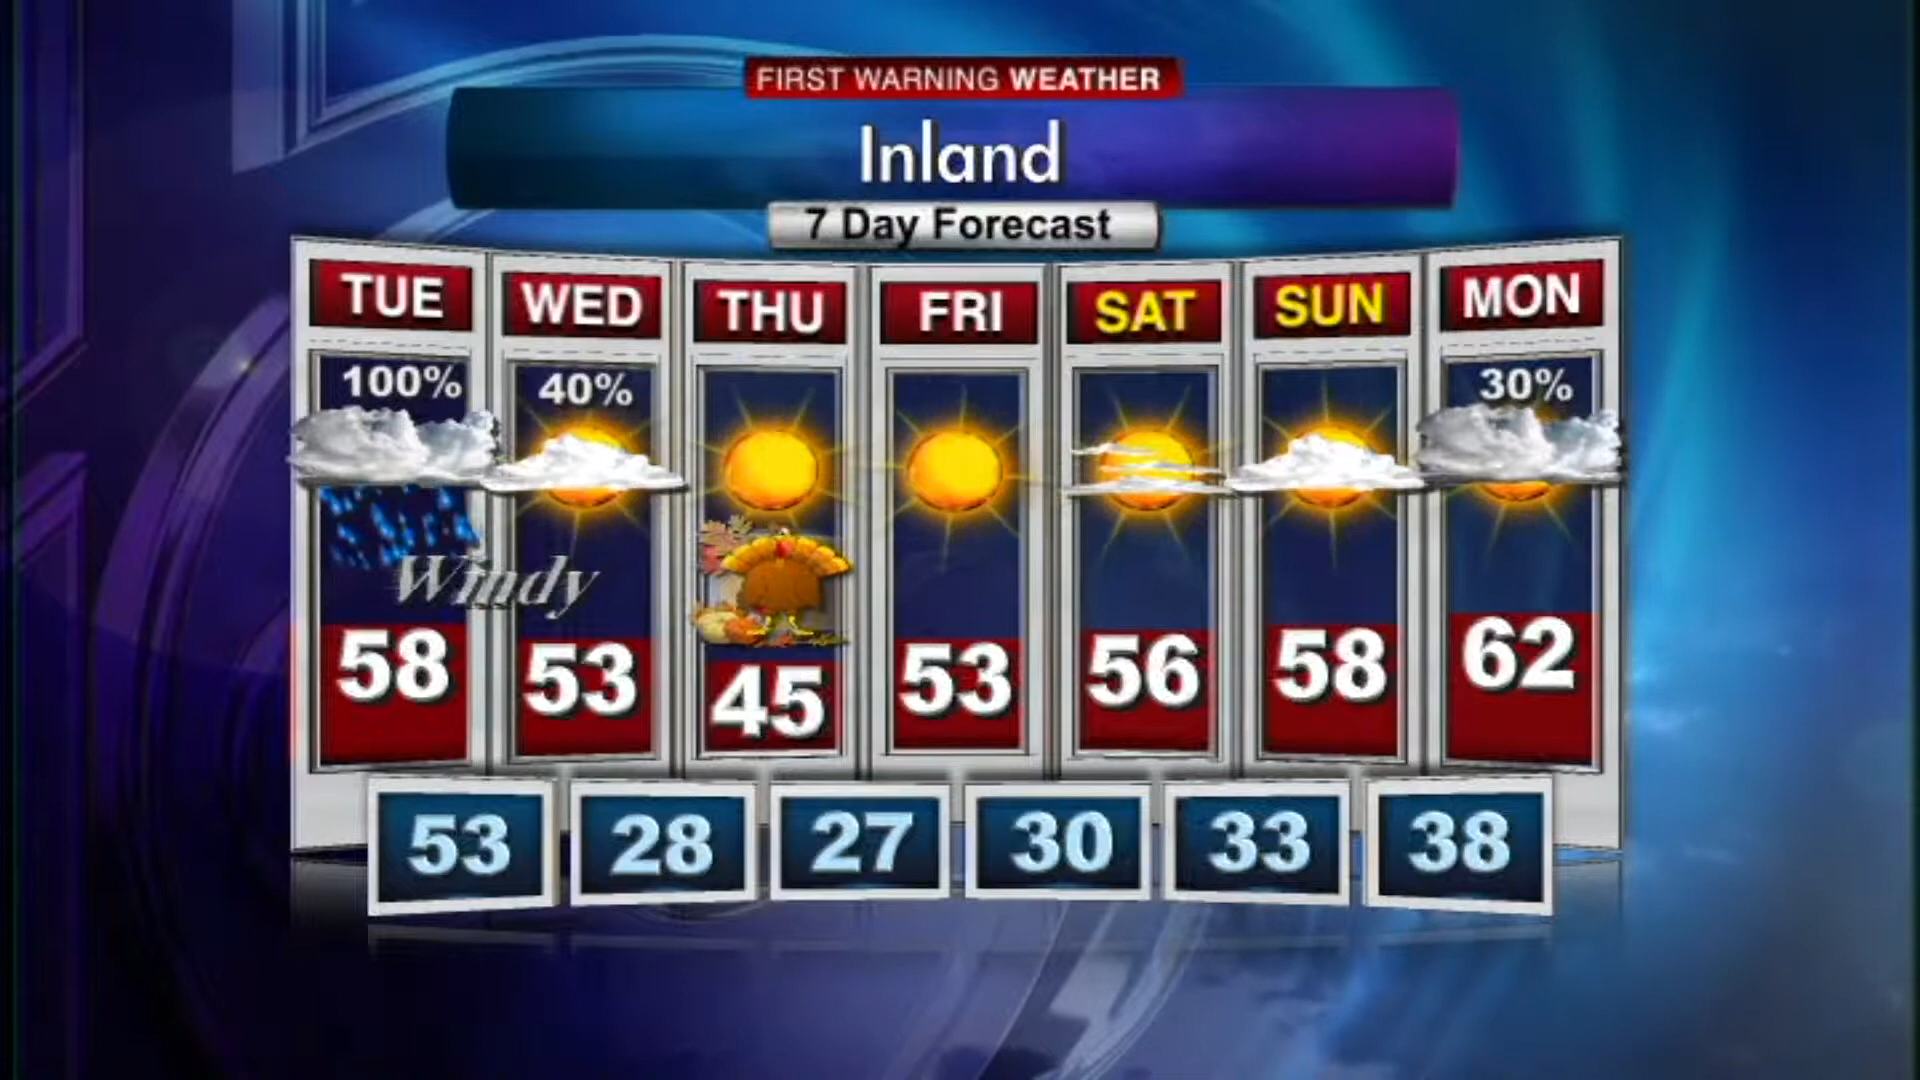 FIRST WARNING WEATHER
Inland
7 Day Forecast
TUE WED THU FRI SAT SUN MON
100% 40% 30%
Windy
58 53 45 53 56 58 62
53 28 27 30 33 38